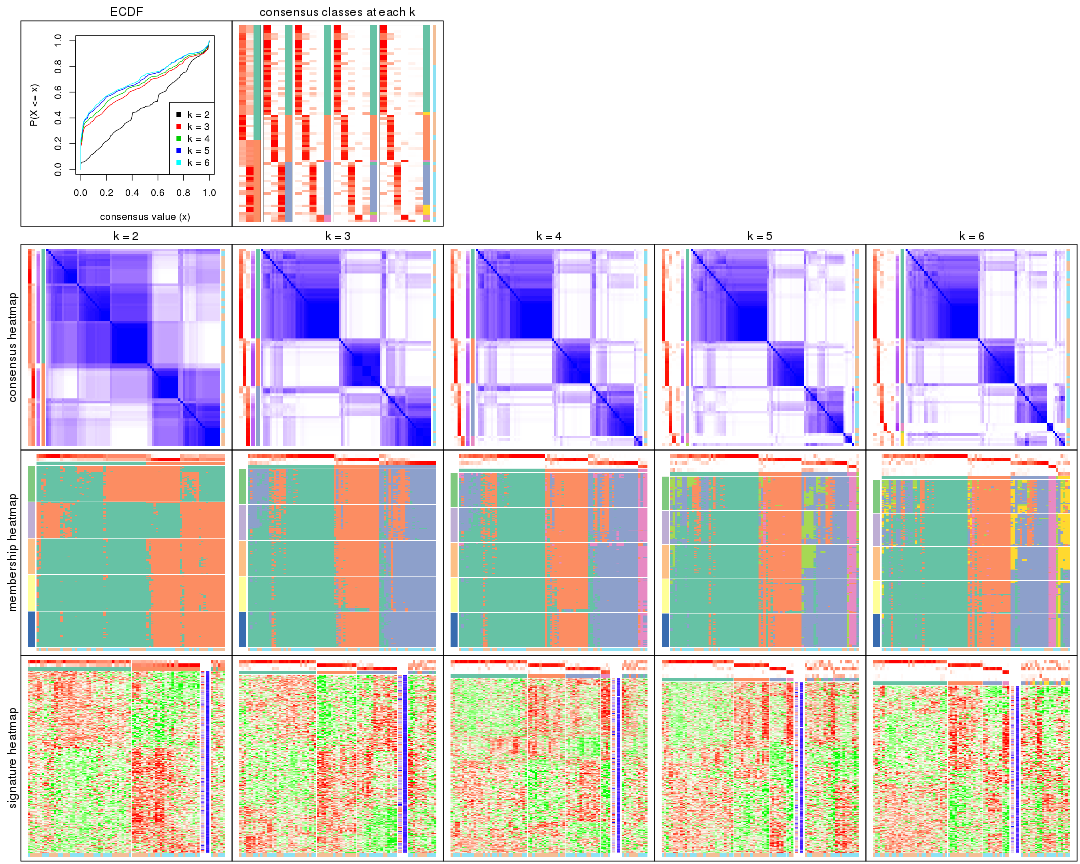 ECDF
consensus classes at each k
P(X <= x)
0.0 0.2 0.4 0.6 0.8 1.0
k = 2
k = 3
k = 4
k = 5
k = 6
0.0 0.2 0.4 0.6 0.8 1.0
consensus value (x)
k = 2
k = 3
k = 4
k = 5
k = 6
consensus heatmap
membership heatmap
signature heatmap